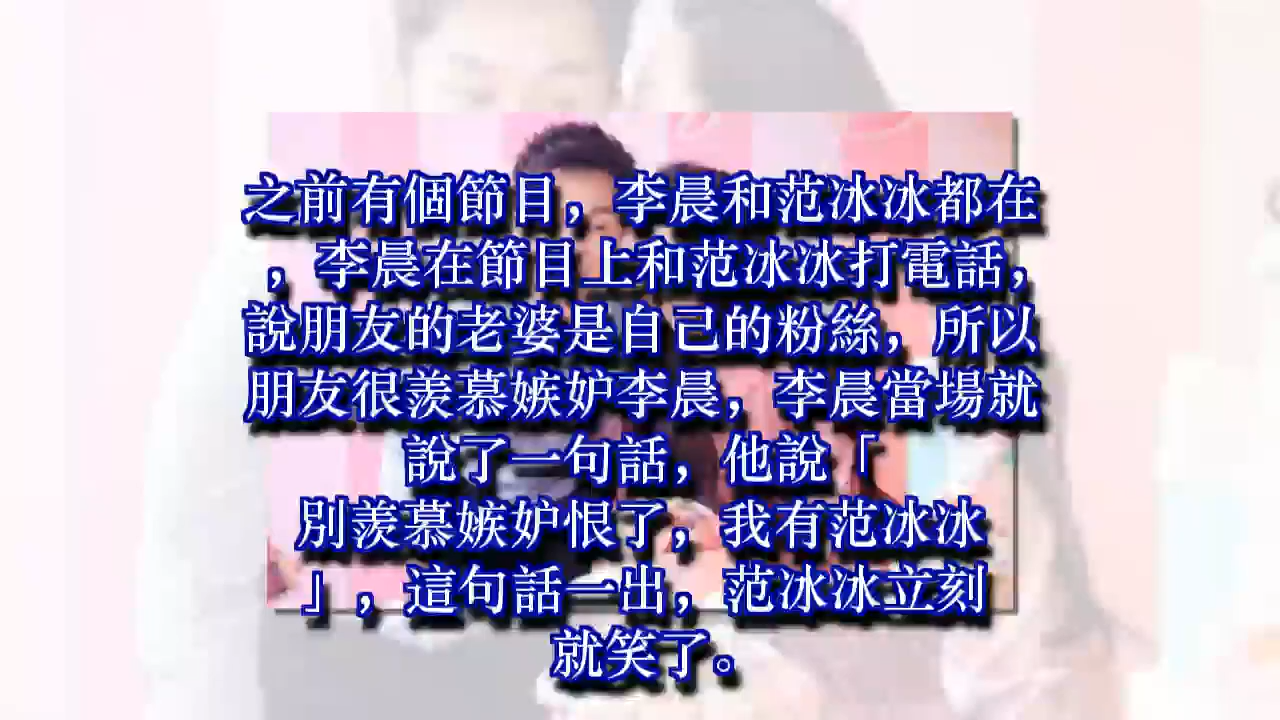 之前有個節目，李晨和范冰冰都在
，李晨在節目上和范冰冰打電話，
說朋友的老婆是自己的粉絲，所以
朋友很羨慕嫉妒李晨，李晨當場就
說了一句話，他說「
別羨慕嫉妒恨了，我有范冰冰
」，這句話一出，范冰冰立刻
就笑了。